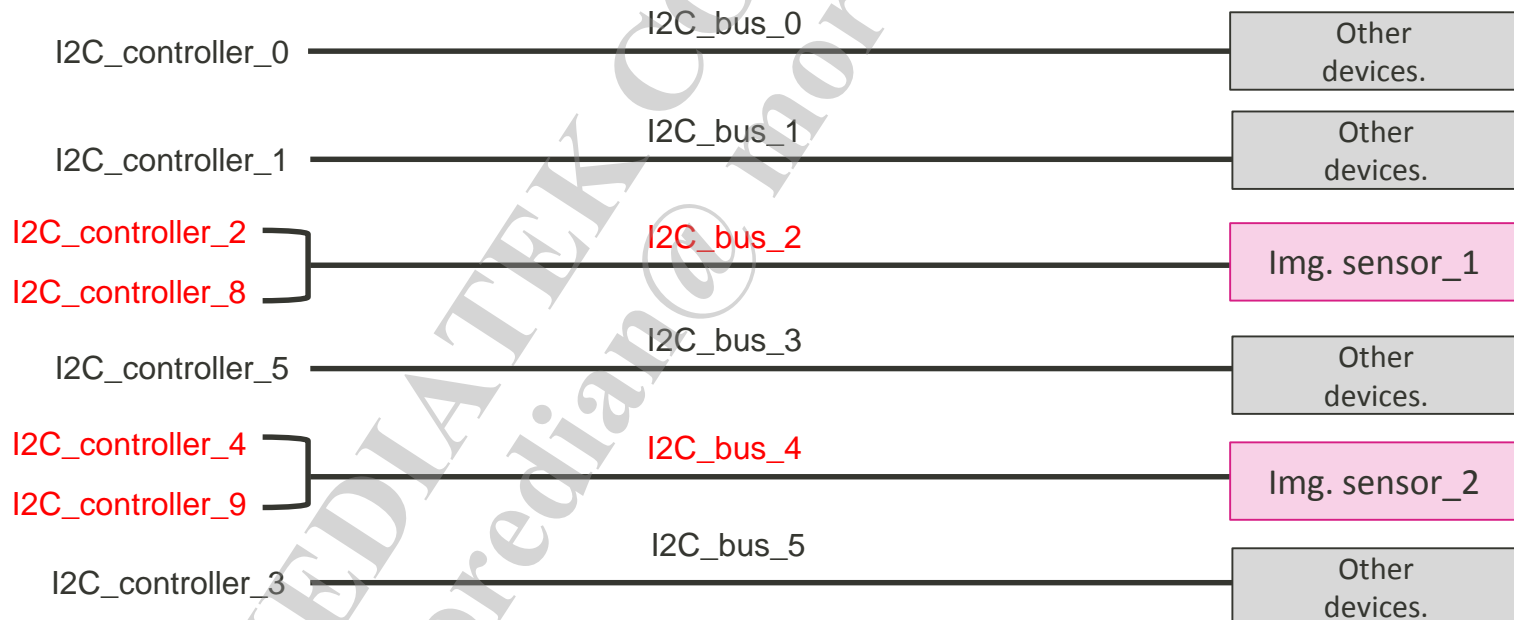 I2C_controller_0
I2C_bus_0
Other
devices.
I2C_controller_1
I2C_bus_1
Other
devices.
I2C_controller_2
I2C_controller_8
I2C_bus_2
Img. sensor_1
I2C_controller_5
I2C_bus_3
Other
devices.
I2C_controller_4
I2C_controller_9
I2C_bus_4
Img. sensor_2
I2C_controller_3
I2C_bus_5
Other
devices.
MEDIATEK